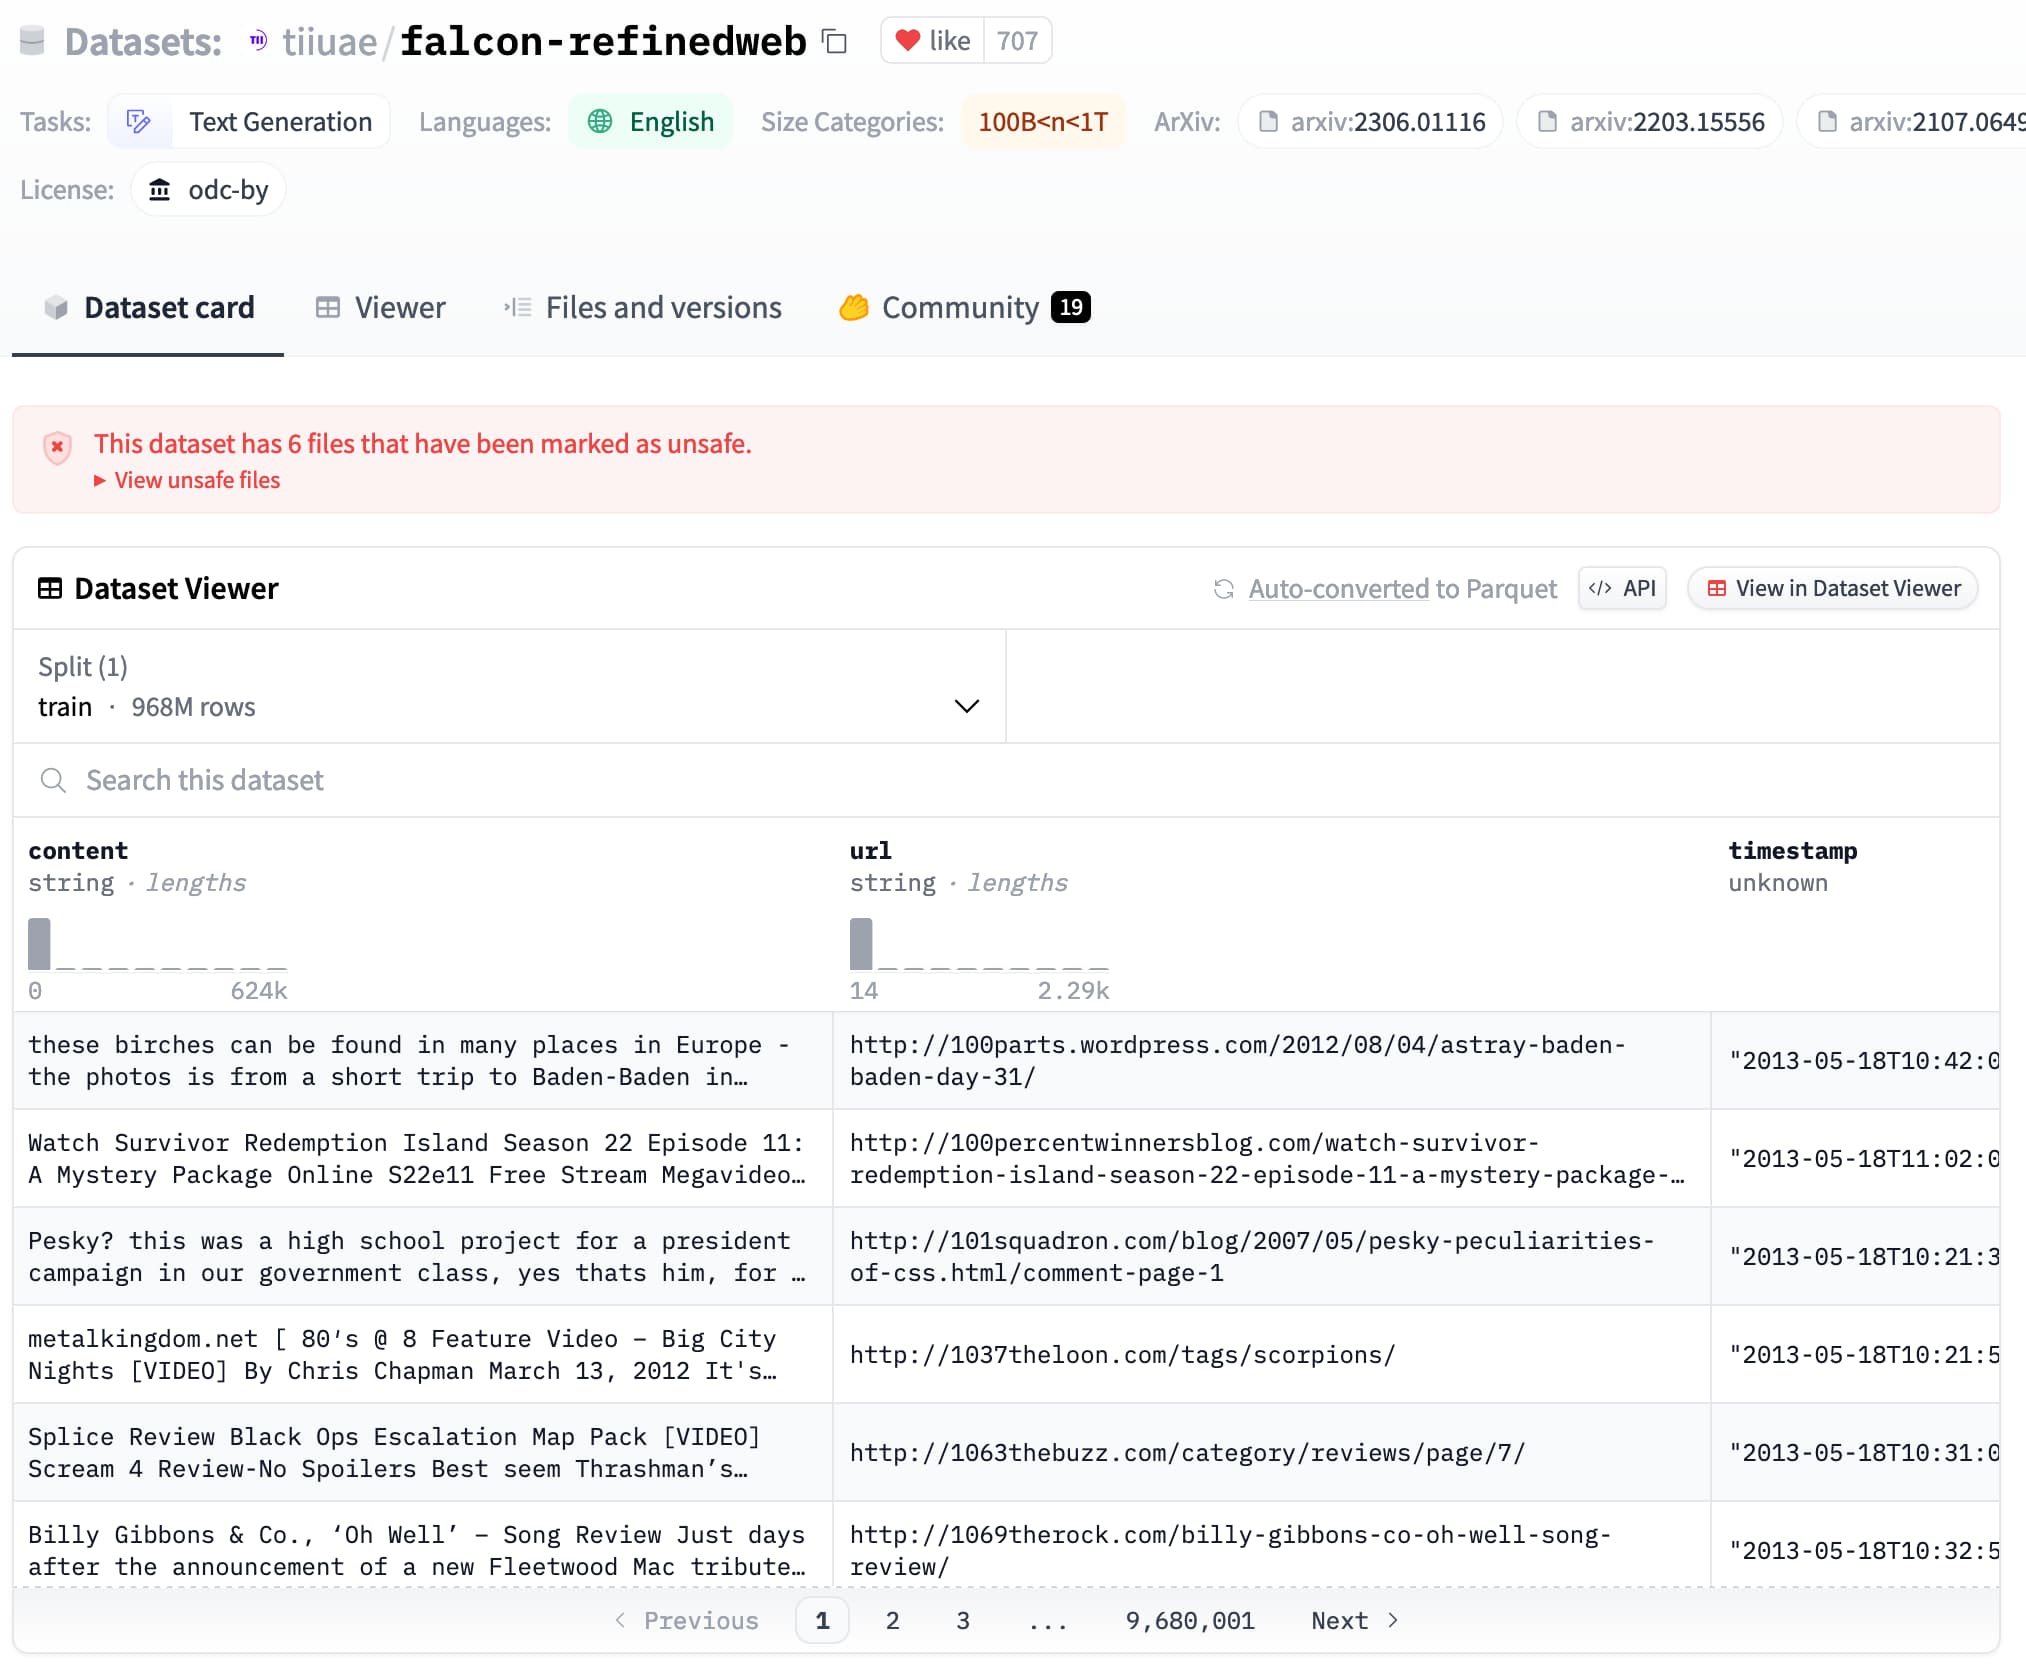 Datasets: tiiuae/falcon-refinedweb like 707
Tasks: Text Generation Languages: English Size Categories: 100B<n<1T ArXiv: arxiv:2306.01116 arxiv:2203.15556 arxiv:2107.0649
License: odc-by
Dataset card Viewer Files and versions Community 19
This dataset has 6 files that have been marked as unsafe.
View unsafe files
Dataset Viewer Auto-converted to Parquet </> API View in Dataset Viewer
Split (1)
train · 968M rows
Search this dataset
content url timestamp
string · lengths string · lengths unknown
0 624k 14 2.29k
these birches can be found in many places in Europe -
the photos is from a short trip to Baden-Baden in…
http://100parts.wordpress.com/2012/08/04/astray-baden-
baden-day-31/
"2013-05-18T10:42:0
Watch Survivor Redemption Island Season 22 Episode 11:
A Mystery Package Online S22e11 Free Stream Megavideo…
http://100percentwinnersblog.com/watch-survivor-
redemption-island-season-22-episode-11-a-mystery-package-…
"2013-05-18T11:02:0
Pesky? this was a high school project for a president
campaign in our government class, yes thats him, for …
http://101squadron.com/blog/2007/05/pesky-peculiarities-
of-css.html/comment-page-1
"2013-05-18T10:21:3
metalkingdom.net [ 80's @ 8 Feature Video – Big City
Nights [VIDEO] By Chris Chapman March 13, 2012 It's…
http://1037theloon.com/tags/scorpions/
"2013-05-18T10:21:5
Splice Review Black Ops Escalation Map Pack [VIDEO]
Scream 4 Review-No Spoilers Best seem Thrashman’s…
http://1063thebuzz.com/category/reviews/page/7/
"2013-05-18T10:31:0
Billy Gibbons & Co., ‘Oh Well’ – Song Review Just days
after the announcement of a new Fleetwood Mac tribute…
http://1069therock.com/billy-gibbons-co-oh-well-song-
review/
"2013-05-18T10:32:5
< Previous 1 2 3 ... 9,680,001 Next >